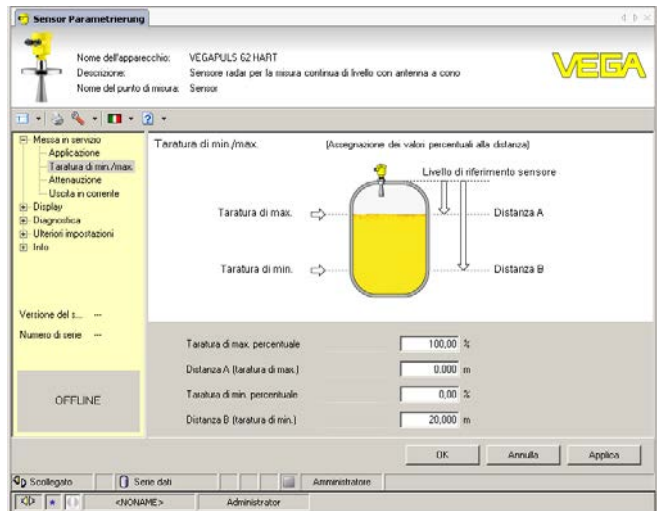 Sensor Parametrierung
Nome dell'apparecchio: VEGAPULS 62 HART
Descrizione: Sensore radar per la misura continua di livello con antenna a cono
Nome del punto di misura: Sensor
VEGA
Messa in servizio
Applicazione
Taratura di min./max.
Attenuazione
Uscita in corrente
Display
Diagnostica
Ulteriori impostazioni
Info
Versione del s... ---
Numero di serie ---
OFFLINE
Taratura di min./max. (Assegnazione dei valori percentuali alla distanza)
Livello di riferimento sensore
Taratura di max. Distanza A
Taratura di min. Distanza B
Taratura di max. percentuale 100,00 %
Distanza A (taratura di max.) 0.000 m
Taratura di min. percentuale 0,00 %
Distanza B (taratura di min.) 20,000 m
OK Annulla Applica
Scollegato Serie dati Amministratore
<NONAME> Administrator